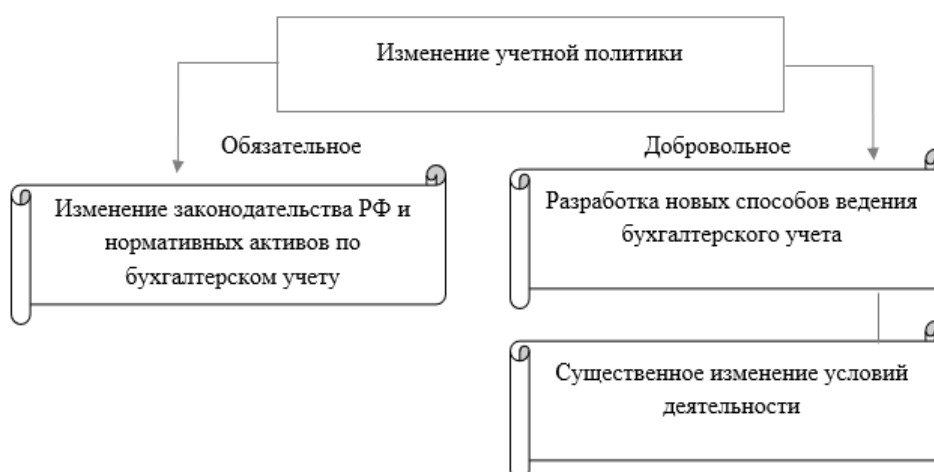 Изменение учетной политики
Обязательное
Добровольное
Изменение законодательства РФ и
нормативных активов по
бухгалтерском учету
Разработка новых способов ведения
бухгалтерского учета
Существенное изменение условий
деятельности